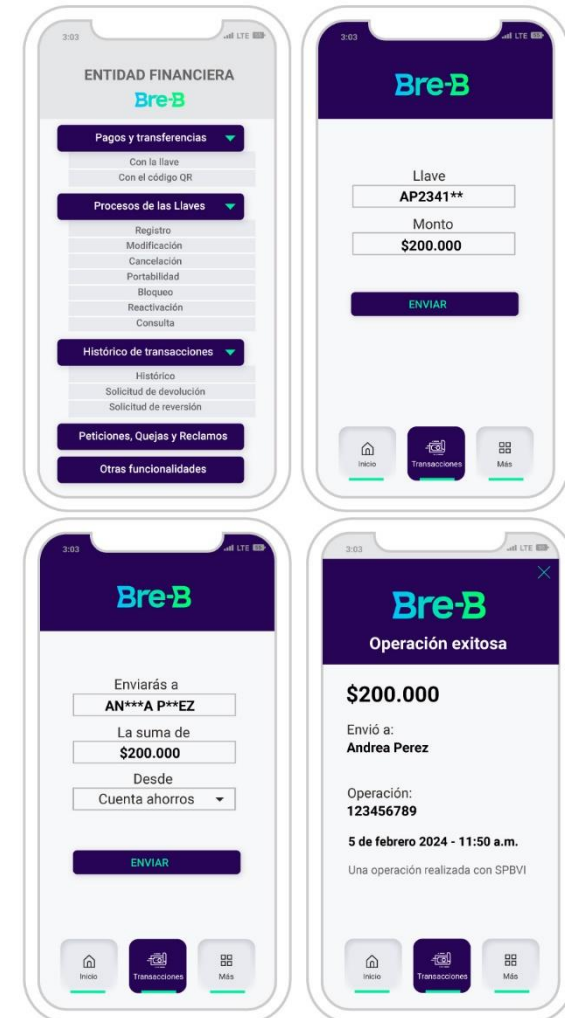 3:03 LTE
ENTIDAD FINANCIERA
Bre-B
Pagos y transferencias
Con la llave
Con el código QR
Procesos de las Llaves
Registro
Modificación
Cancelación
Portabilidad
Bloqueo
Reactivación
Consulta
Histórico de transacciones
Histórico
Solicitud de devolución
Solicitud de reversión
Peticiones, Quejas y Reclamos
Otras funcionalidades
3:03 LTE
Bre-B
Llave
AP2341**
Monto
$200.000
ENVIAR
Inicio Transacciones Más
3:03 LTE
Bre-B
Enviarás a
AN***A P**EZ
La suma de
$200.000
Desde
Cuenta ahorros
ENVIAR
Inicio Transacciones Más
3:03 LTE
Bre-B
Operación exitosa
$200.000
Envió a:
Andrea Perez
Operación:
123456789
5 de febrero 2024 - 11:50 a.m.
Una operación realizada con SPBVI
Inicio Transacciones Más